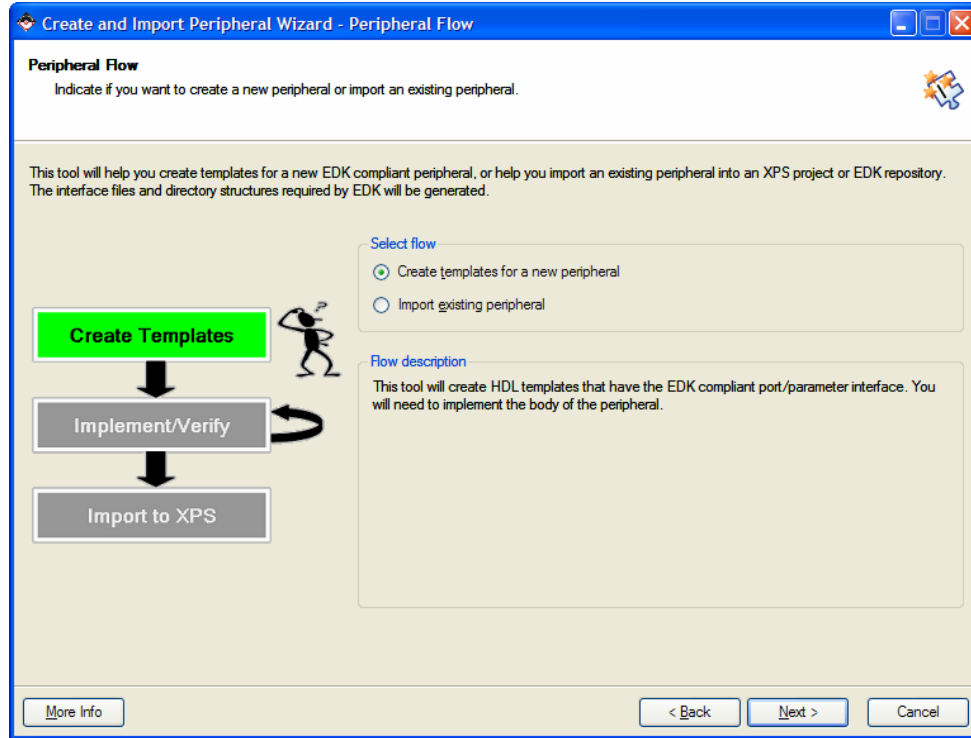 Create and Import Peripheral Wizard - Peripheral Flow
Peripheral Flow
Indicate if you want to create a new peripheral or import an existing peripheral.
This tool will help you create templates for a new EDK compliant peripheral, or help you import an existing peripheral into an XPS project or EDK repository.
The interface files and directory structures required by EDK will be generated.
Select flow
Create templates for a new peripheral
Import existing peripheral
Create Templates
Implement/Verify
Import to XPS
Flow description
This tool will create HDL templates that have the EDK compliant port/parameter interface. You
will need to implement the body of the peripheral.
More Info
< Back
Next >
Cancel